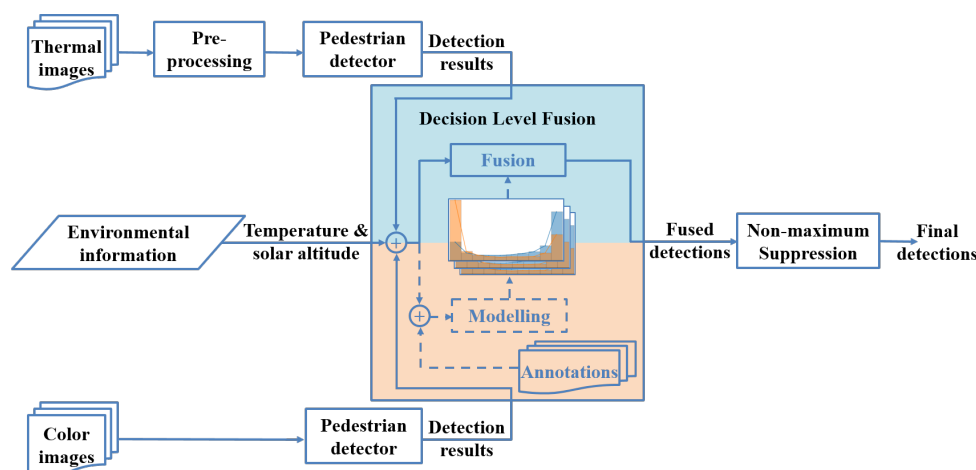 Thermal
images
Pre-
processing
Pedestrian
detector
Detection
results
Decision Level Fusion
Fusion
Environmental
information
Temperature &
solar altitude
+
Fused
detections
Non-maximum
Suppression
Final
detections
+
Modelling
Annotations
Color
images
Pedestrian
detector
Detection
results